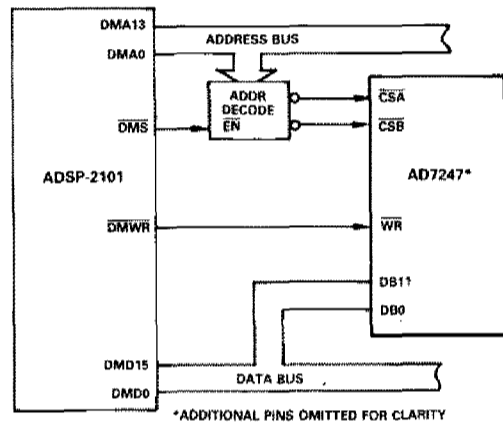 DMA13
ADDRESS BUS
DMA0
ADDR
DECODE
EN
CSA
CSB
DMS
ADSP-2101
AD7247*
DMWR
WR
DB11
DB0
DMD15
DATA BUS
DMD0
*ADDITIONAL PINS OMITTED FOR CLARITY